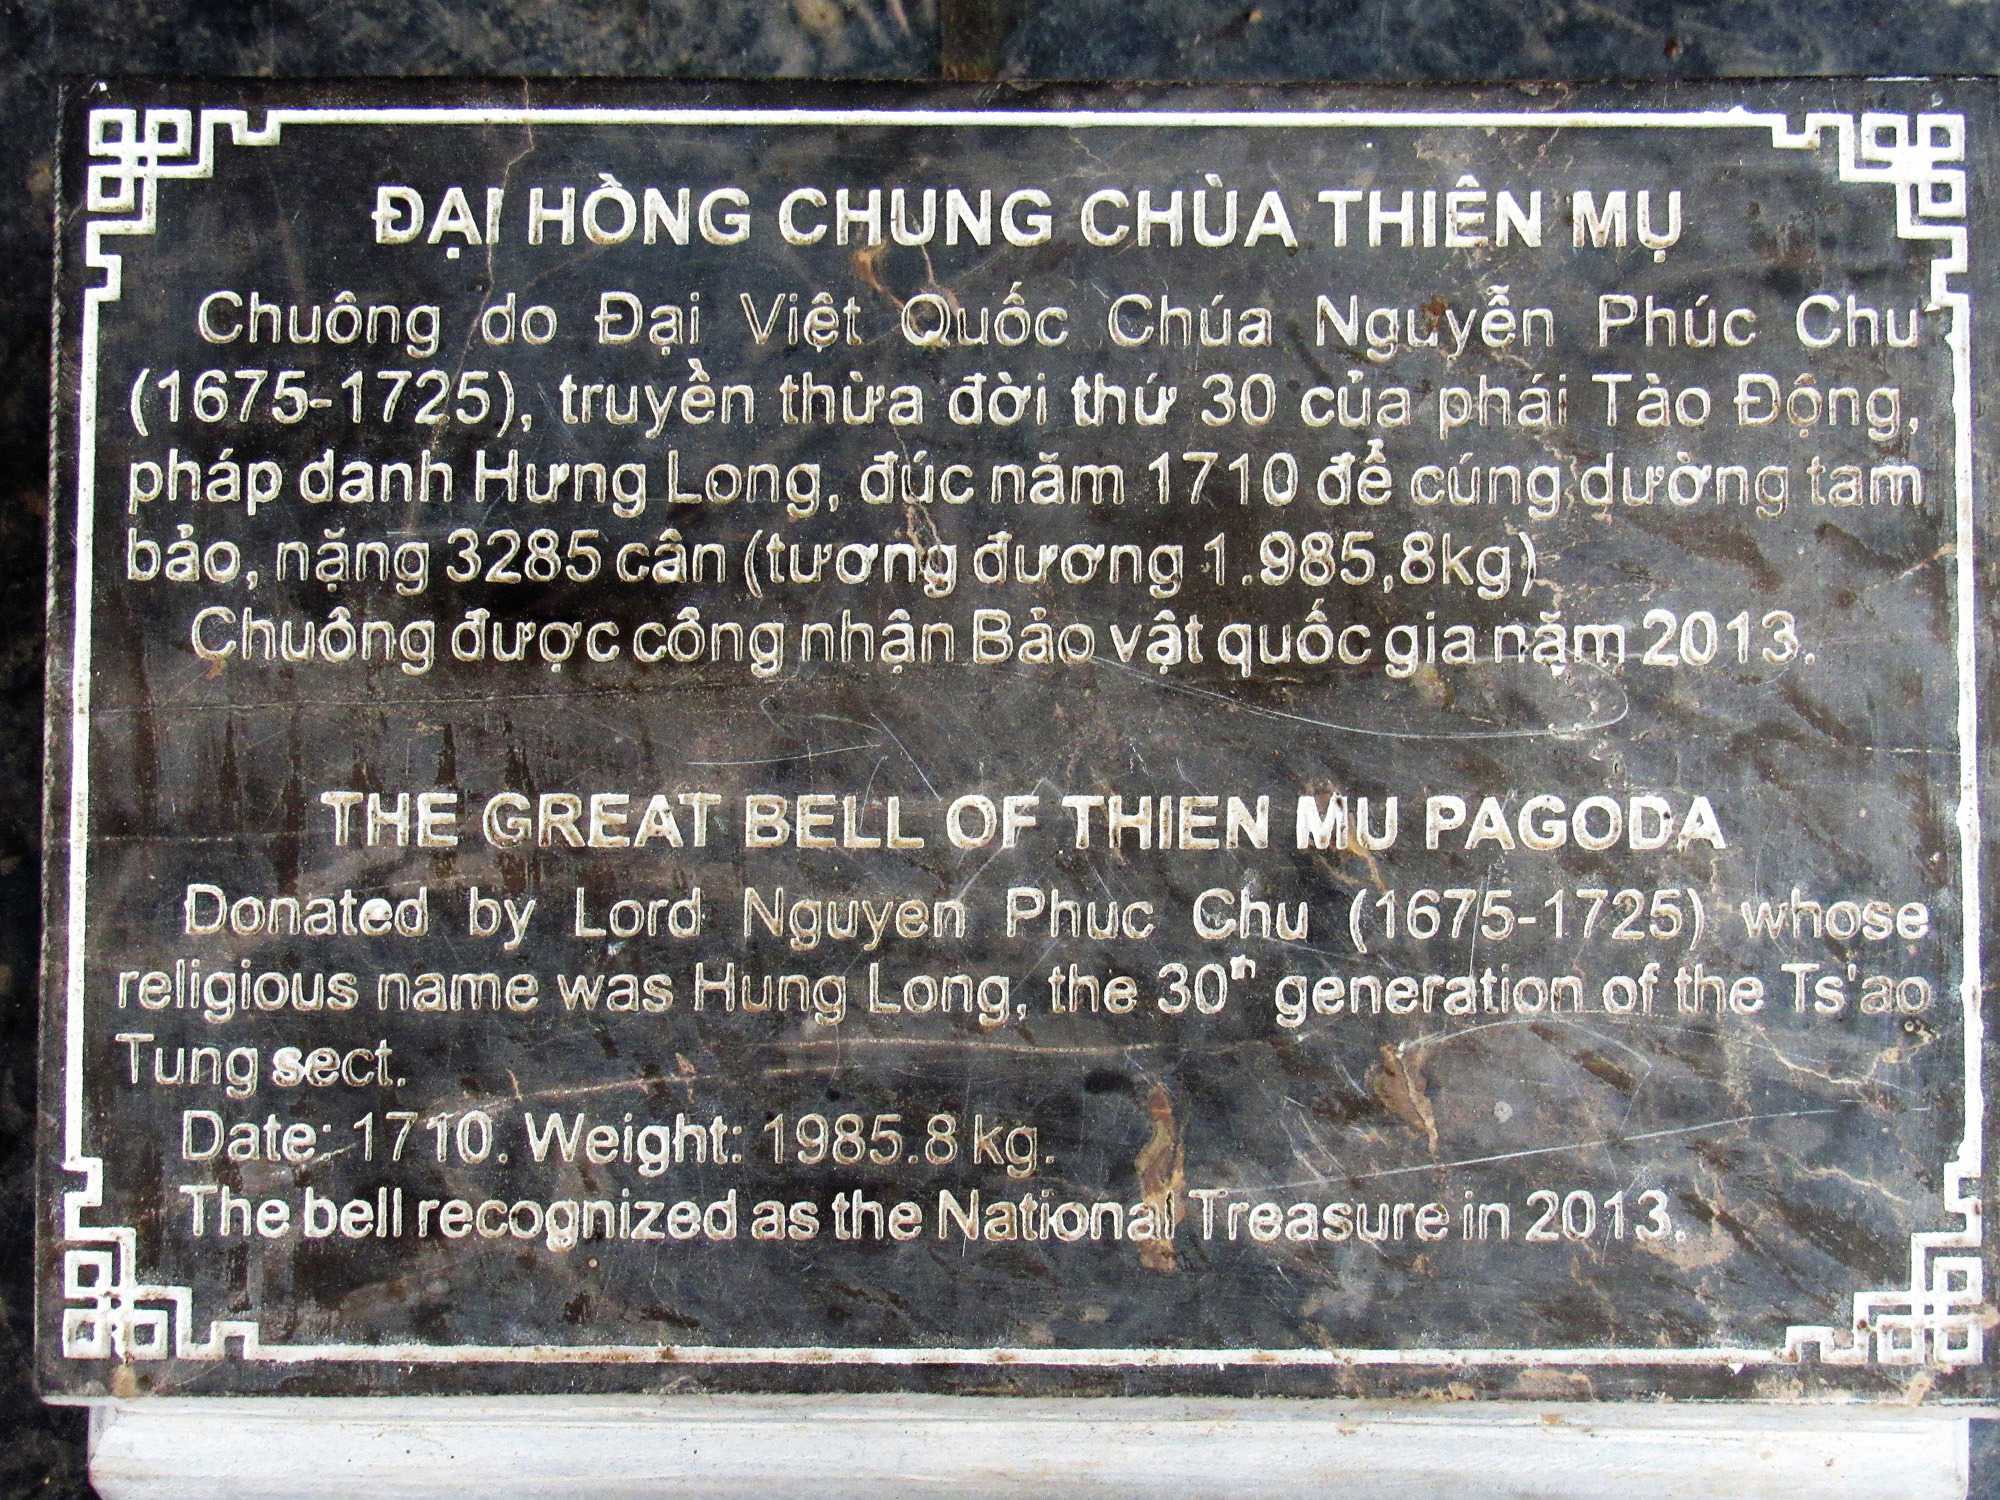 ĐẠI HỒNG CHUNG CHÙA THIÊN MỤ
Chuông do Đại Việt Quốc Chúa Nguyễn Phúc Chu
(1675-1725), truyền thừa đời thứ 30 của phái Tào Động,
pháp danh Hưng Long, đúc năm 1710 để cúng dường tam
bảo, nặng 3285 cân (tương đương 1.985,8kg)
Chuông được công nhận Bảo vật quốc gia nặm 2013.
THE GREAT BELL OF THIEN MU PAGODA
Donated by Lord Nguyen Phuc Chu (1675-1725) whose
religious name was Hung Long, the 30th generation of the Ts'ao
Tung sect.
Date: 1710. Weight: 1985.8 kg.
The bell recognized as the National Treasure in 2013.